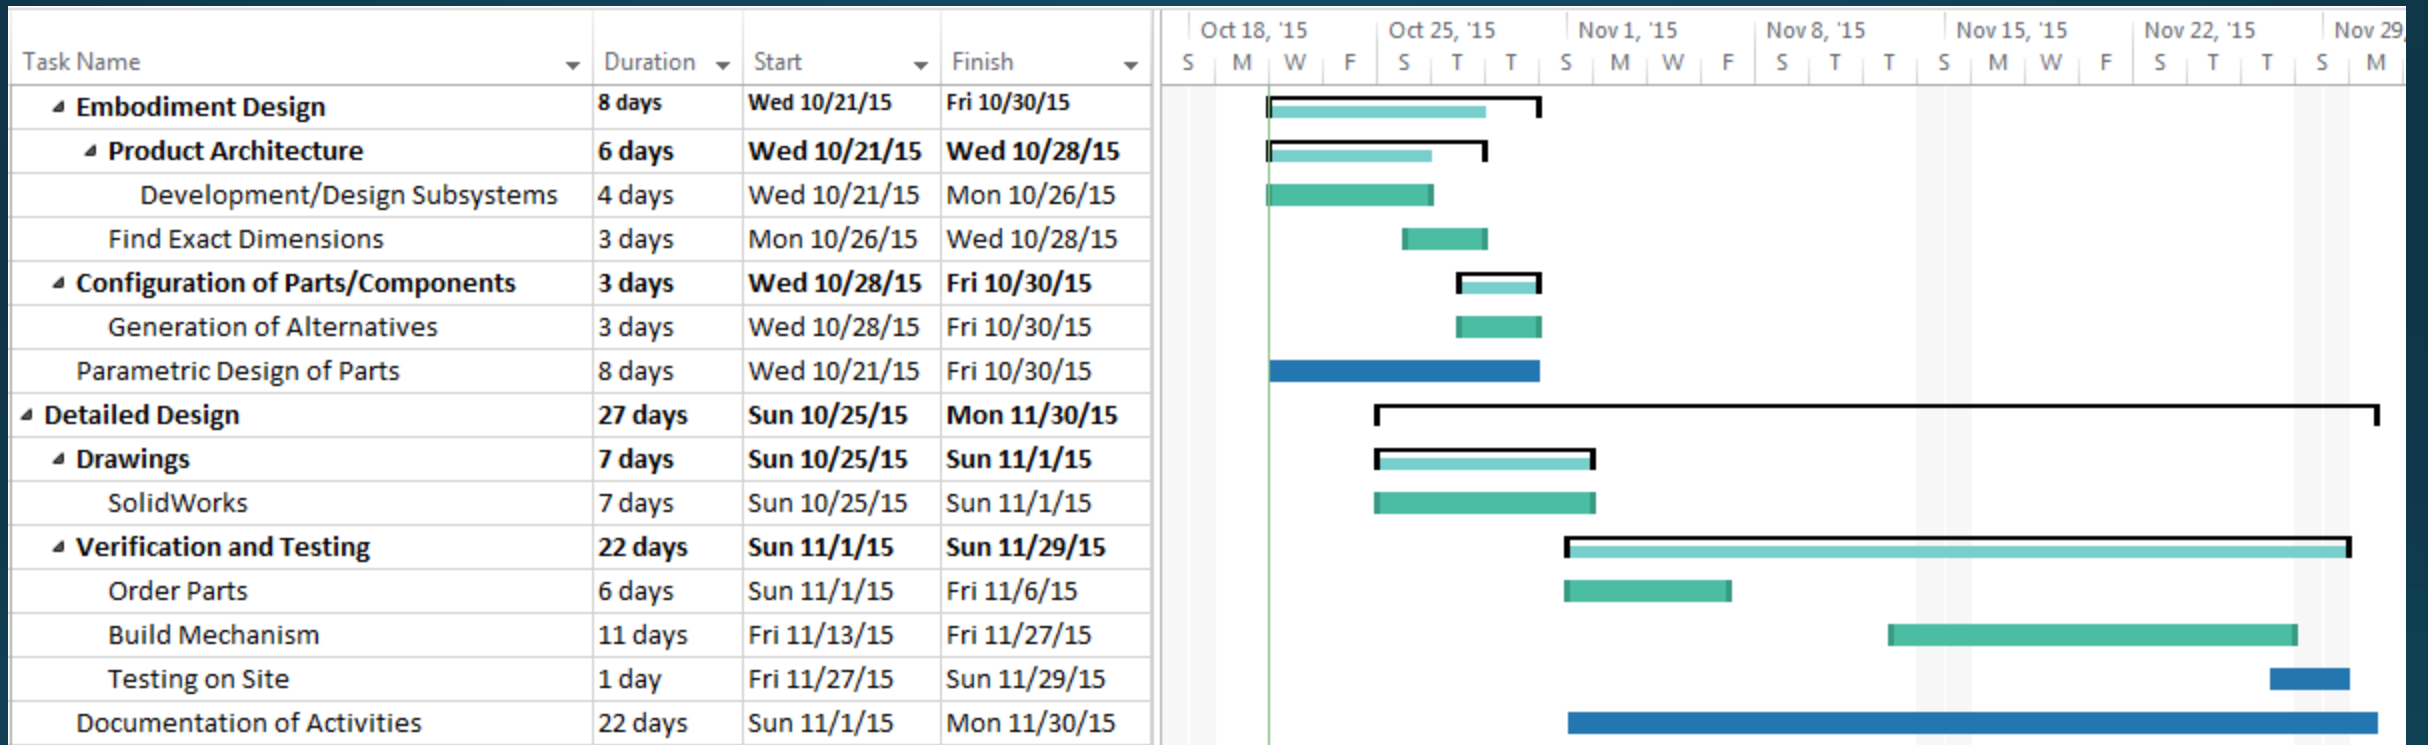 Oct 18, '15 Oct 25, '15 Nov 1, '15 Nov 8, '15 Nov 15, '15 Nov 22, '15 Nov 29,
Task Name Duration Start Finish S M W F S T T S M W F S T T S M W F S T T S M
Embodiment Design 8 days Wed 10/21/15 Fri 10/30/15
Product Architecture 6 days Wed 10/21/15 Wed 10/28/15
Development/Design Subsystems 4 days Wed 10/21/15 Mon 10/26/15
Find Exact Dimensions 3 days Mon 10/26/15 Wed 10/28/15
Configuration of Parts/Components 3 days Wed 10/28/15 Fri 10/30/15
Generation of Alternatives 3 days Wed 10/28/15 Fri 10/30/15
Parametric Design of Parts 8 days Wed 10/21/15 Fri 10/30/15
Detailed Design 27 days Sun 10/25/15 Mon 11/30/15
Drawings 7 days Sun 10/25/15 Sun 11/1/15
SolidWorks 7 days Sun 10/25/15 Sun 11/1/15
Verification and Testing 22 days Sun 11/1/15 Sun 11/29/15
Order Parts 6 days Sun 11/1/15 Fri 11/6/15
Build Mechanism 11 days Fri 11/13/15 Fri 11/27/15
Testing on Site 1 day Fri 11/27/15 Sun 11/29/15
Documentation of Activities 22 days Sun 11/1/15 Mon 11/30/15